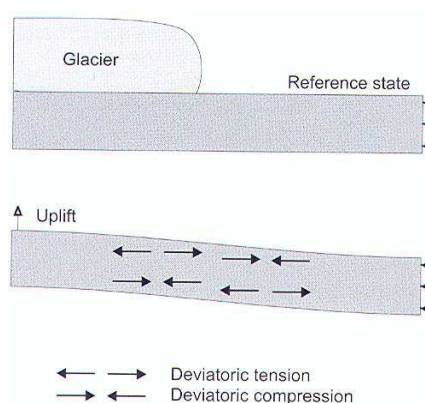 Glacier
Reference state
Uplift
Deviatoric tension
Deviatoric compression